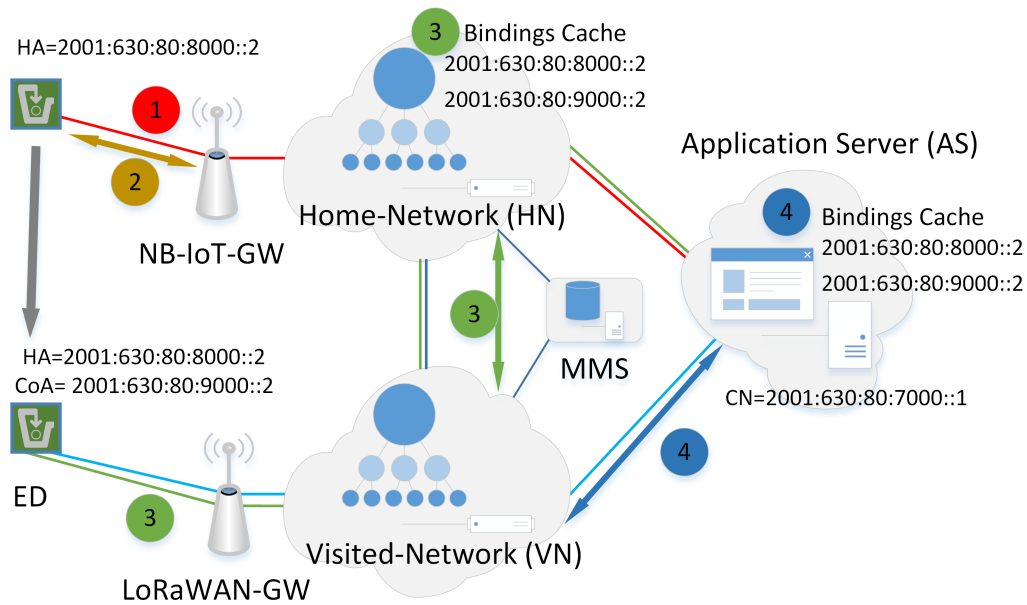 HA=2001:630:80:8000::2
1
2
NB-IoT-GW
3
Bindings Cache
2001:630:80:8000::2
2001:630:80:9000::2
Home-Network (HN)
Application Server (AS)
4
Bindings Cache
2001:630:80:8000::2
2001:630:80:9000::2
CN=2001:630:80:7000::1
3
MMS
HA=2001:630:80:8000::2
CoA= 2001:630:80:9000::2
ED
3
LoRaWAN-GW
Visited-Network (VN)
4